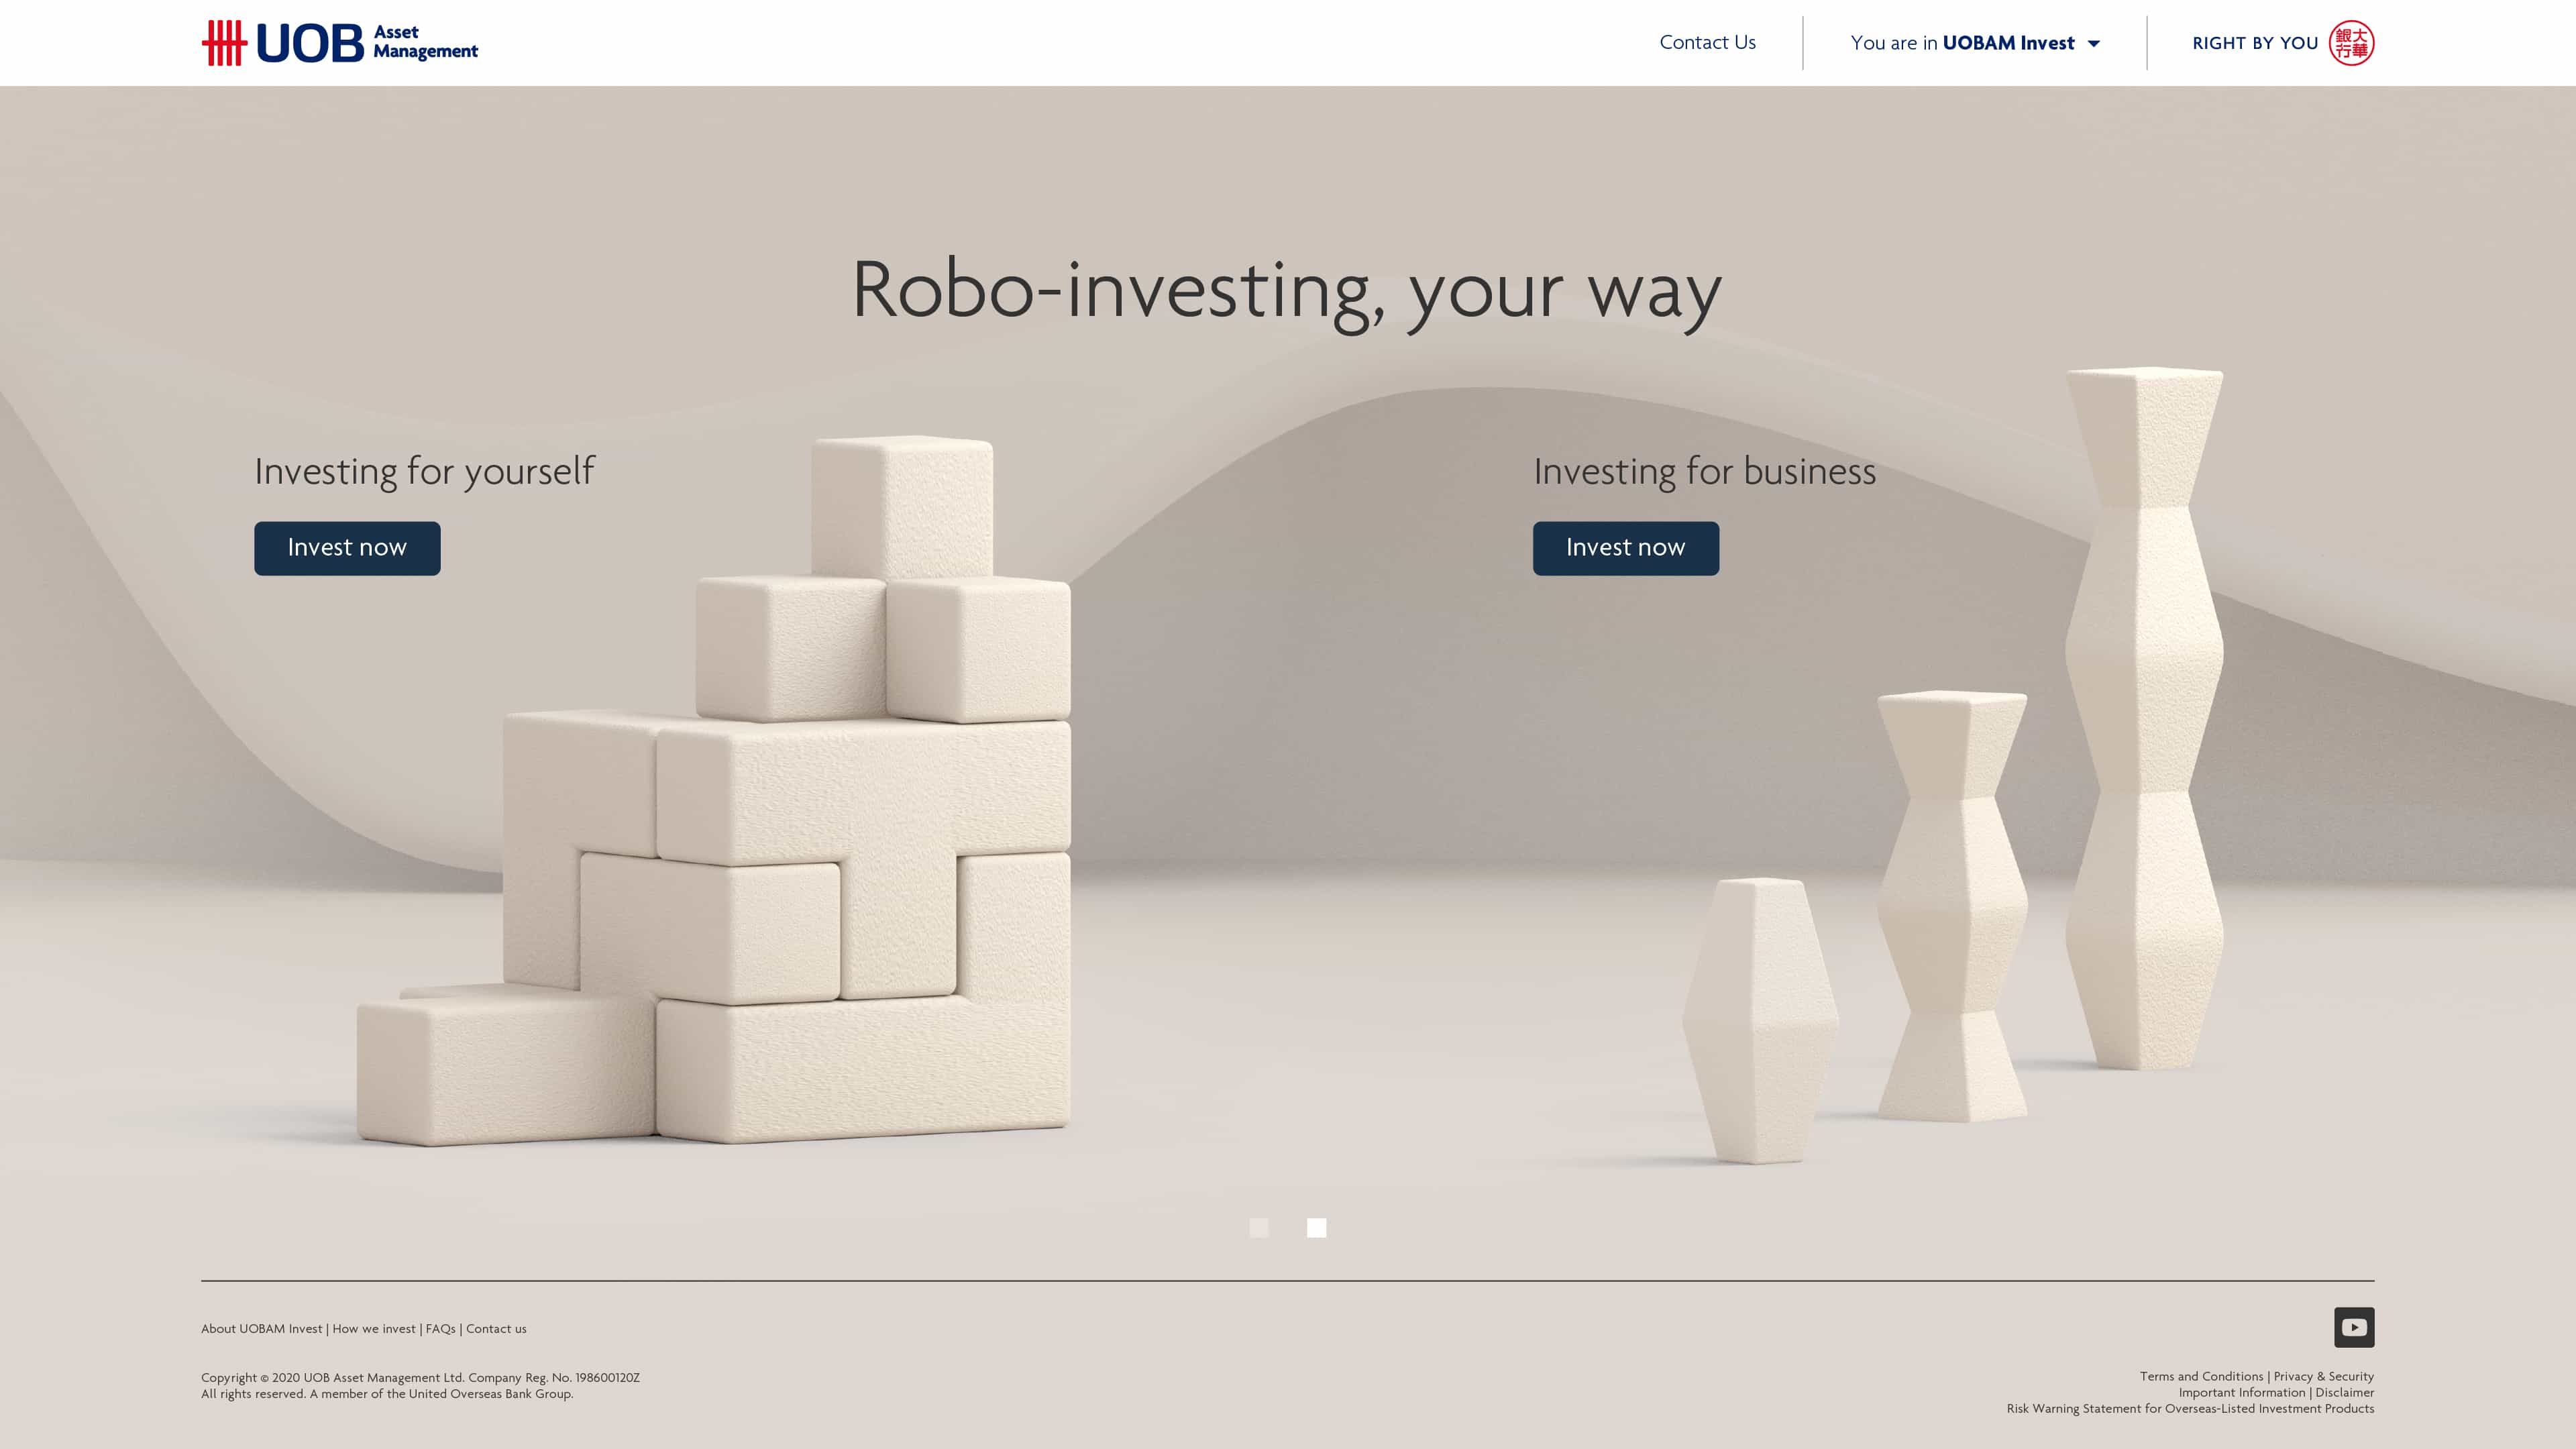 UOB Asset Management
Contact Us
You are in UOBAM Invest
RIGHT BY YOU
大華銀行
Robo-investing, your way
Investing for yourself
Invest now
Investing for business
Invest now
About UOBAM Invest | How we invest | FAQs | Contact us
Copyright © 2020 UOB Asset Management Ltd. Company Reg. No. 198600120Z
All rights reserved. A member of the United Overseas Bank Group.
Terms and Conditions | Privacy & Security
Important Information | Disclaimer
Risk Warning Statement for Overseas-Listed Investment Products